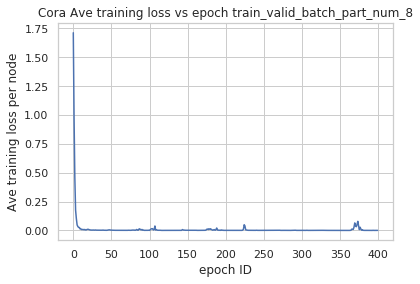 Cora Ave training loss vs epoch train_valid_batch_part_num_8
Ave training loss per node
1.75
1.50
1.25
1.00
0.75
0.50
0.25
0.00
0 50 100 150 200 250 300 350 400
epoch ID